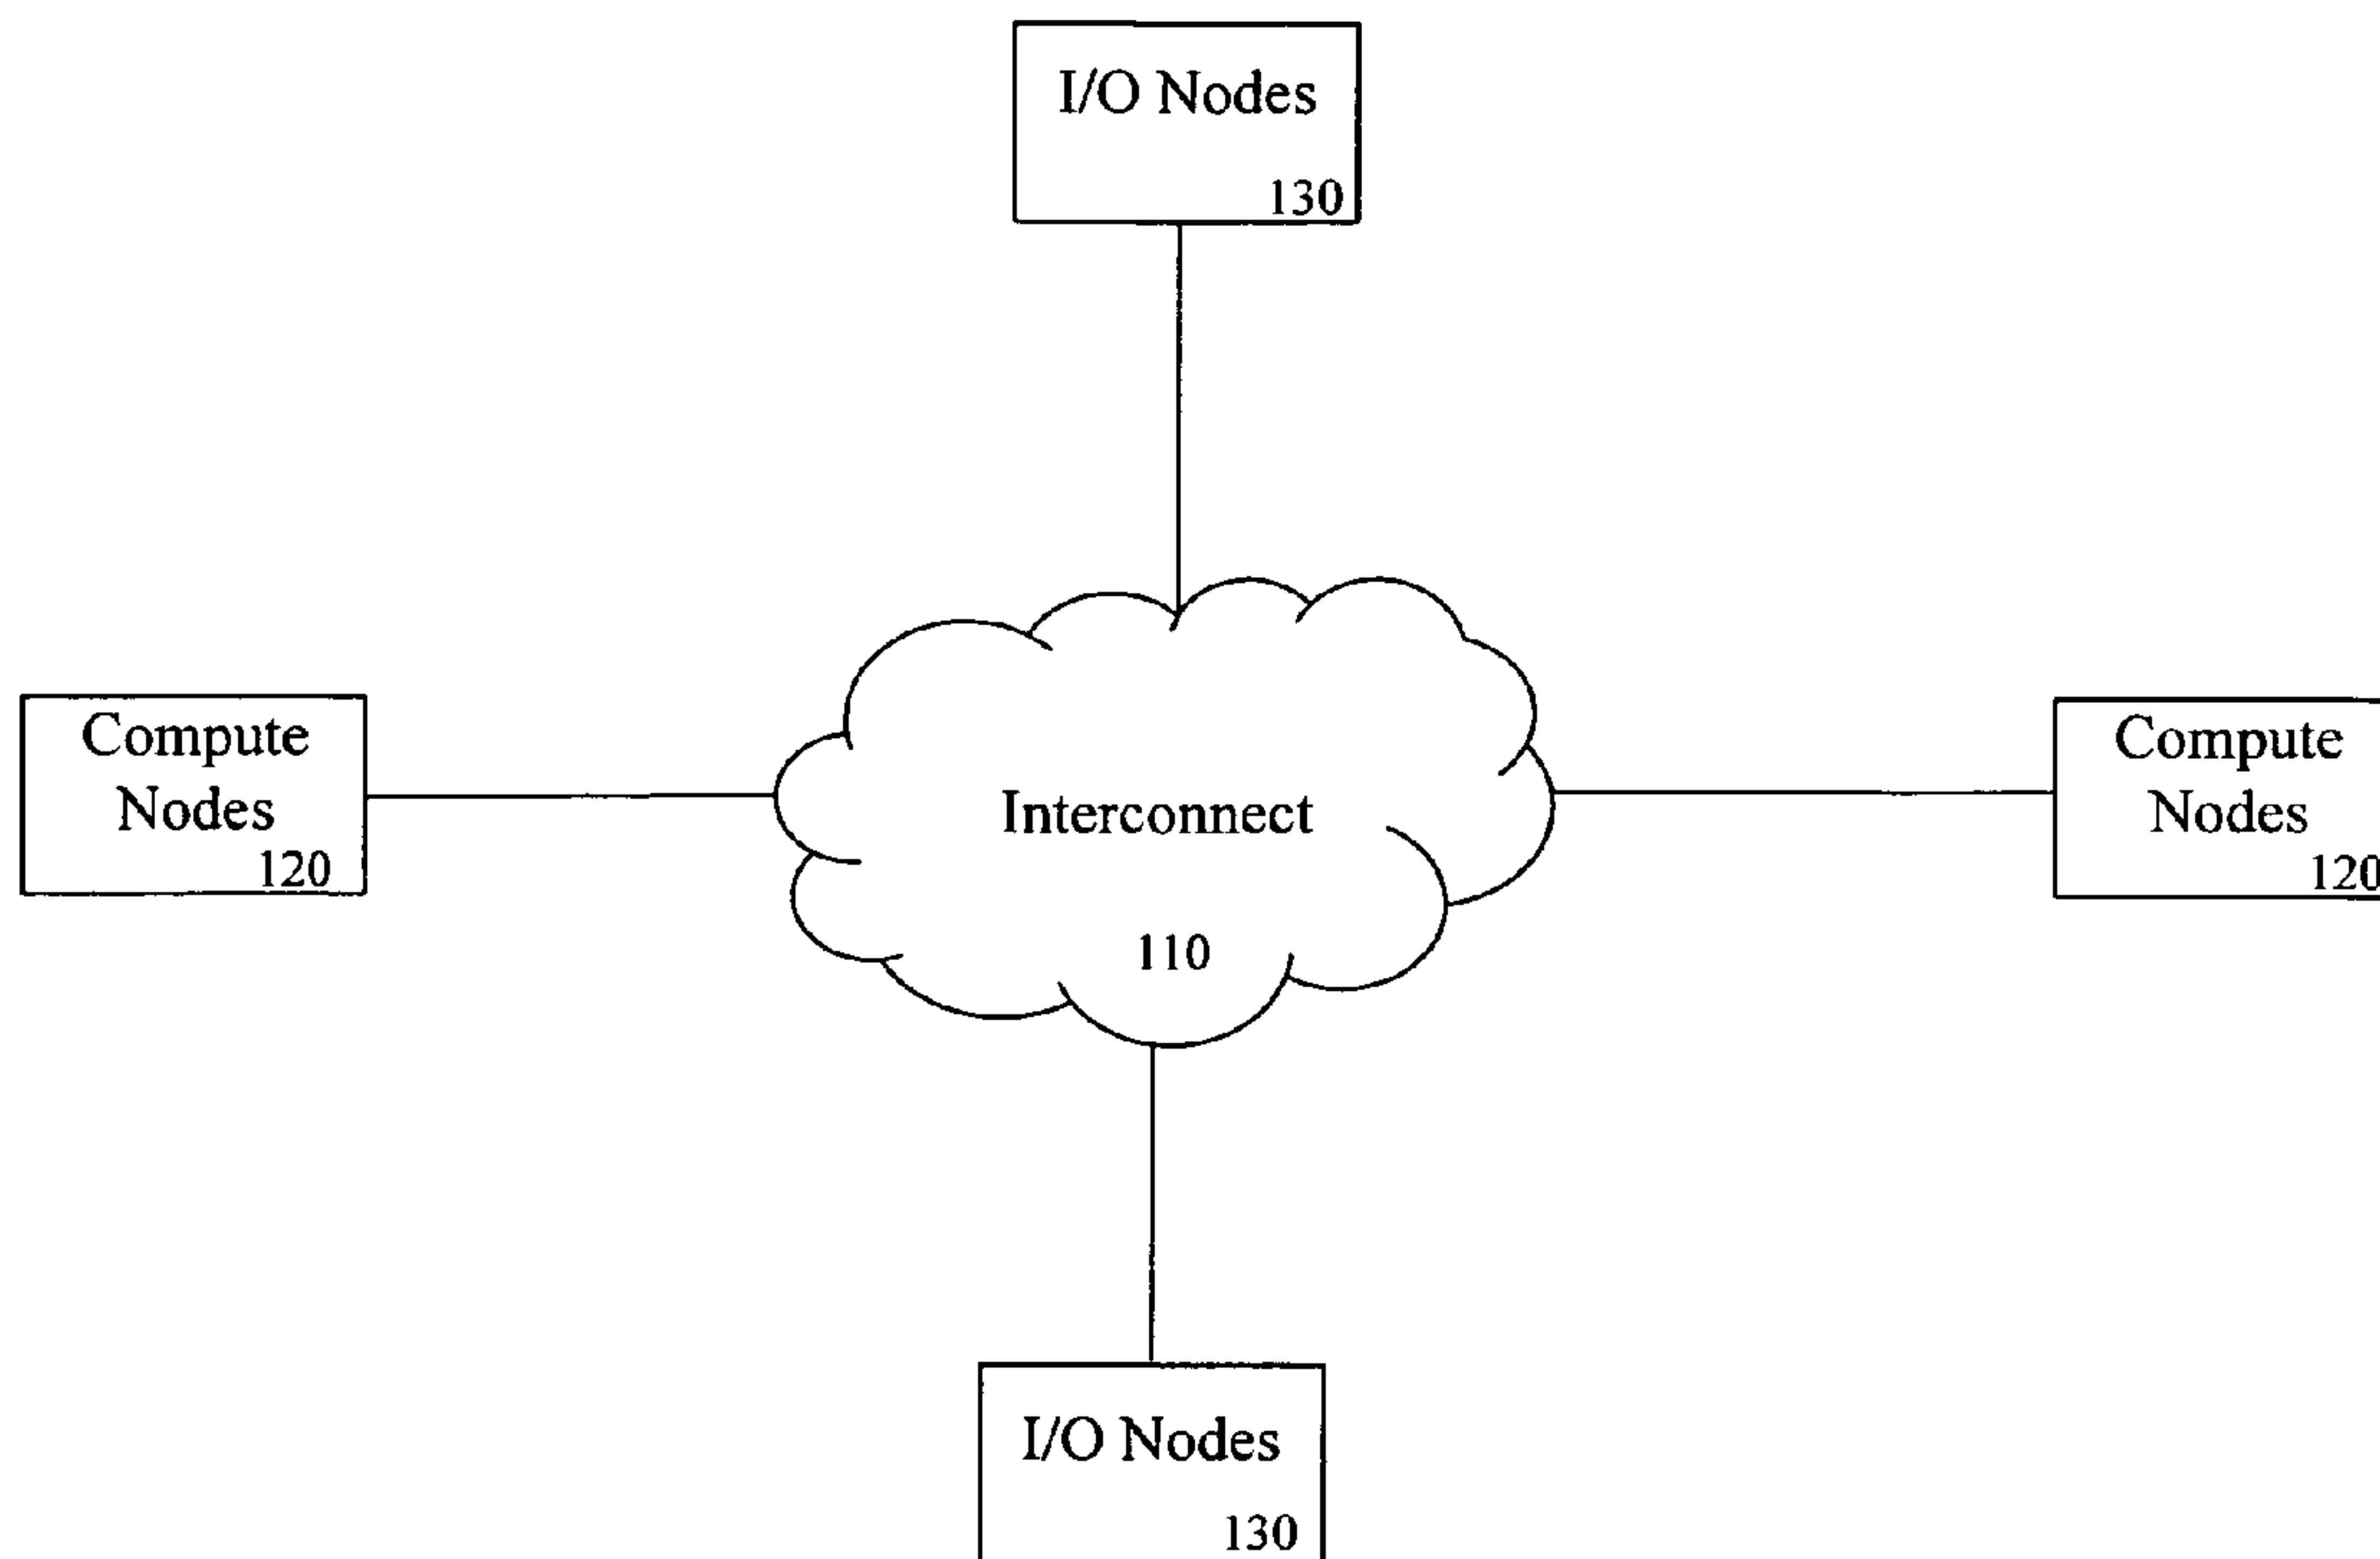 I/O Nodes
130
Compute
Nodes
120
Interconnect
110
Compute
Nodes
120
I/O Nodes
130